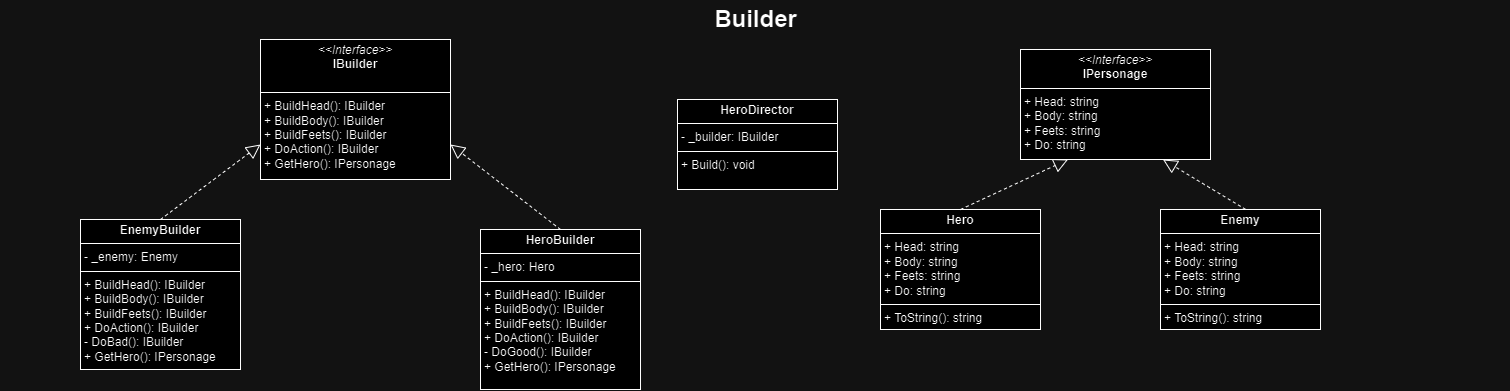 Builder
<<Interface>>
IBuilder
+ BuildHead(): IBuilder
+ BuildBody(): IBuilder
+ BuildFeets(): IBuilder
+ DoAction(): IBuilder
+ GetHero(): IPersonage
EnemyBuilder
- _enemy: Enemy
+ BuildHead(): IBuilder
+ BuildBody(): IBuilder
+ BuildFeets(): IBuilder
+ DoAction(): IBuilder
- DoBad(): IBuilder
+ GetHero(): IPersonage
HeroBuilder
- _hero: Hero
+ BuildHead(): IBuilder
+ BuildBody(): IBuilder
+ BuildFeets(): IBuilder
+ DoAction(): IBuilder
- DoGood(): IBuilder
+ GetHero(): IPersonage
HeroDirector
- _builder: IBuilder
+ Build(): void
<<Interface>>
IPersonage
+ Head: string
+ Body: string
+ Feets: string
+ Do: string
Hero
+ Head: string
+ Body: string
+ Feets: string
+ Do: string
+ ToString(): string
Enemy
+ Head: string
+ Body: string
+ Feets: string
+ Do: string
+ ToString(): string